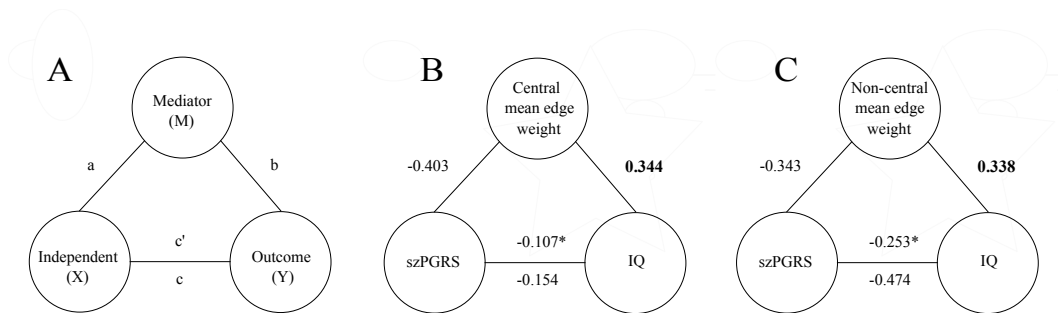 A
Mediator
(M)
a
b
Independent
(X)
c'
c
Outcome
(Y)
B
Central
mean edge
weight
-0.403
0.344
szPGRS
-0.107*
-0.154
IQ
C
Non-central
mean edge
weight
-0.343
0.338
szPGRS
-0.253*
-0.474
IQ